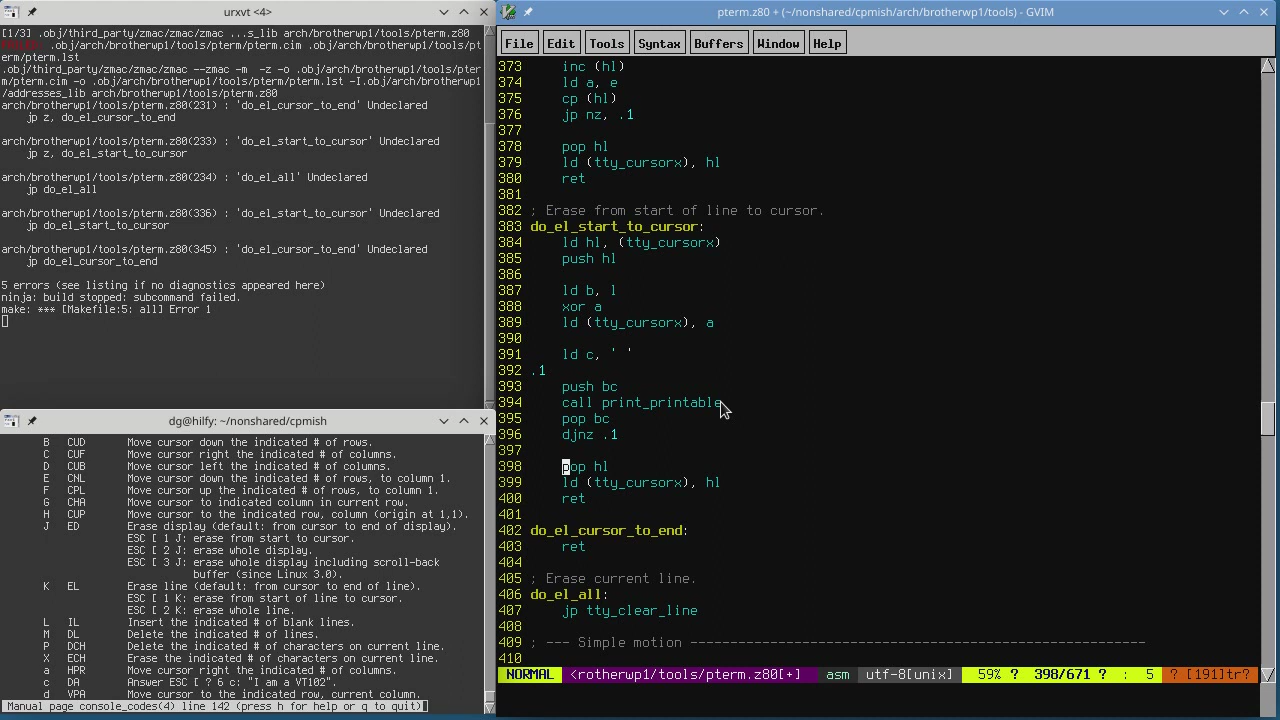 urxvt <4>
[1/3] .obj/third_party/zmac/zmac/zmac ...s_lib arch/brotherwp1/tools/pterm.z80
FAILED: .obj/arch/brotherwp1/tools/pterm/pterm.cim .obj/arch/brotherwp1/tools/pt
erm/pterm.lst
.obj/third_party/zmac/zmac/zmac --zmac -m  -z -o .obj/arch/brotherwp1/tools/pter
m/pterm.cim -o .obj/arch/brotherwp1/tools/pterm/pterm.lst -I.obj/arch/brotherwp1
/addresses_lib arch/brotherwp1/tools/pterm.z80
arch/brotherwp1/tools/pterm.z80(231) : 'do_el_cursor_to_end' Undeclared
jp z, do_el_cursor_to_end
arch/brotherwp1/tools/pterm.z80(233) : 'do_el_start_to_cursor' Undeclared
jp z, do_el_start_to_cursor
arch/brotherwp1/tools/pterm.z80(234) : 'do_el_all' Undeclared
jp do_el_all
arch/brotherwp1/tools/pterm.z80(336) : 'do_el_start_to_cursor' Undeclared
jp do_el_start_to_cursor
arch/brotherwp1/tools/pterm.z80(345) : 'do_el_cursor_to_end' Undeclared
jp do_el_cursor_to_end
5 errors (see listing if no diagnostics appeared here)
ninja: build stopped: subcommand failed.
make: *** [Makefile:5: all] Error 1
dg@hilfy: ~/nonshared/cpmish
B   CUD       Move cursor down the indicated # of rows.
C   CUF       Move cursor right the indicated # of columns.
D   CUB       Move cursor left the indicated # of columns.
E   CNL       Move cursor down the indicated # of rows, to column 1.
F   CPL       Move cursor up the indicated # of rows, to column 1.
G   CHA       Move cursor to indicated column in current row.
H   CUP       Move cursor to the indicated row, column (origin at 1,1).
J   ED        Erase display (default: from cursor to end of display).
ESC [ 1 J: erase from start to cursor.
ESC [ 2 J: erase whole display.
ESC [ 3 J: erase whole display including scroll-back
buffer (since Linux 3.0).
K   EL        Erase line (default: from cursor to end of line).
ESC [ 1 K: erase from start of line to cursor.
ESC [ 2 K: erase whole line.
L   IL        Insert the indicated # of blank lines.
M   DL        Delete the indicated # of lines.
P   DCH       Delete the indicated # of characters on current line.
X   ECH       Erase the indicated # of characters on current line.
a   HPR       Move cursor right the indicated # of columns.
c   DA        Answer ESC [ ? 6 c: "I am a VT102".
d   VPA       Move cursor to the indicated row, current column.
Manual page console_codes(4) line 142 (press h for help or q to quit)
pterm.z80 + (~/nonshared/cpmish/arch/brotherwp1/tools) - GVIM
File Edit Tools Syntax Buffers Window Help
373     inc (hl)
374     ld a, e
375     cp (hl)
376     jp nz, .1
377
378     pop hl
379     ld (tty_cursorx), hl
380     ret
381
382 ; Erase from start of line to cursor.
383 do_el_start_to_cursor:
384     ld hl, (tty_cursorx)
385     push hl
386
387     ld b, l
388     xor a
389     ld (tty_cursorx), a
390
391     ld c, ' '
392 .1
393     push bc
394     call print_printable
395     pop bc
396     djnz .1
397
398     pop hl
399     ld (tty_cursorx), hl
400     ret
401
402 do_el_cursor_to_end:
403     ret
404
405 ; Erase current line.
406 do_el_all:
407     jp tty_clear_line
408
409 ; --- Simple motion ---------------------------------------------------------
410
NORMAL <rotherwp1/tools/pterm.z80[+] asm utf-8[unix] 59% ? 398/671 ? : 5 ? [191]tr?